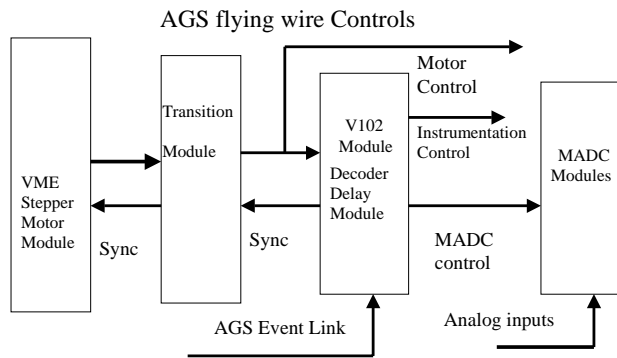 AGS flying wire Controls
Motor
Control
Transition
Module
V102
Module
Decoder
Delay
Module
Instrumentation
Control
MADC
Modules
VME
Stepper
Motor
Module
Sync
Sync
MADC
control
AGS Event Link
Analog inputs